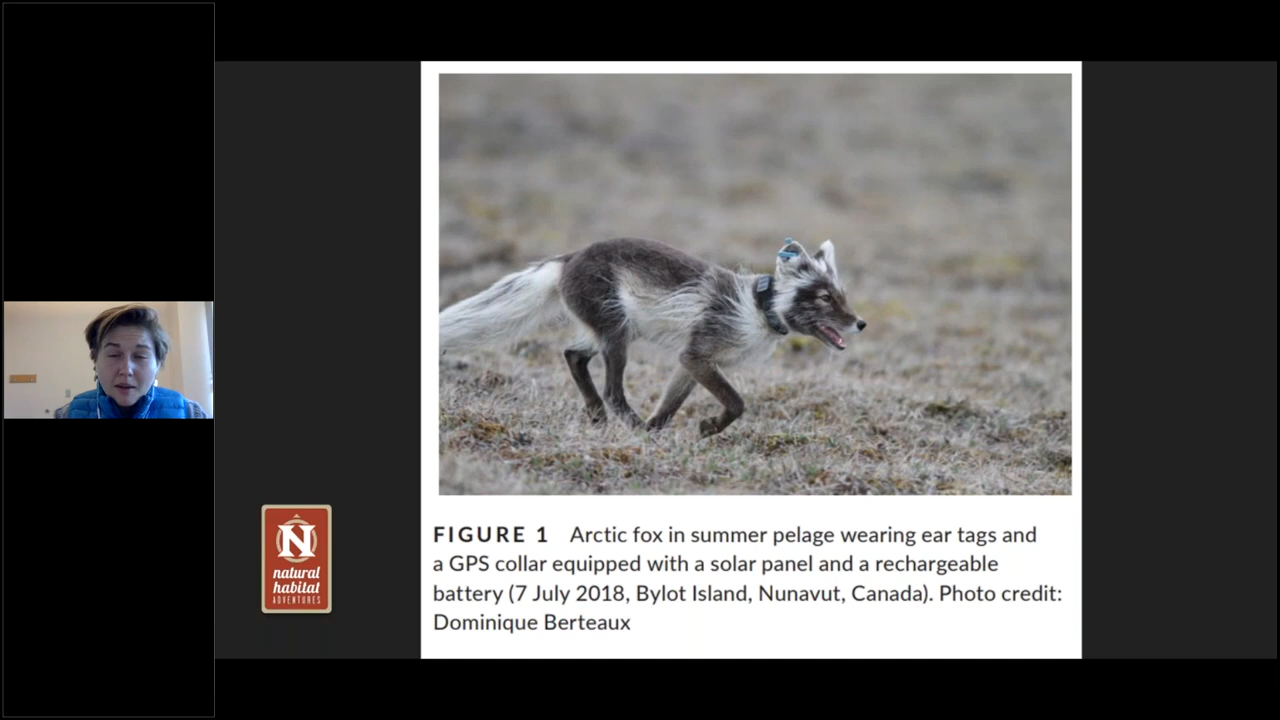 N
natural
habitat
ADVENTURES
FIGURE 1 Arctic fox in summer pelage wearing ear tags and
a GPS collar equipped with a solar panel and a rechargeable
battery (7 July 2018, Bylot Island, Nunavut, Canada). Photo credit:
Dominique Berteaux